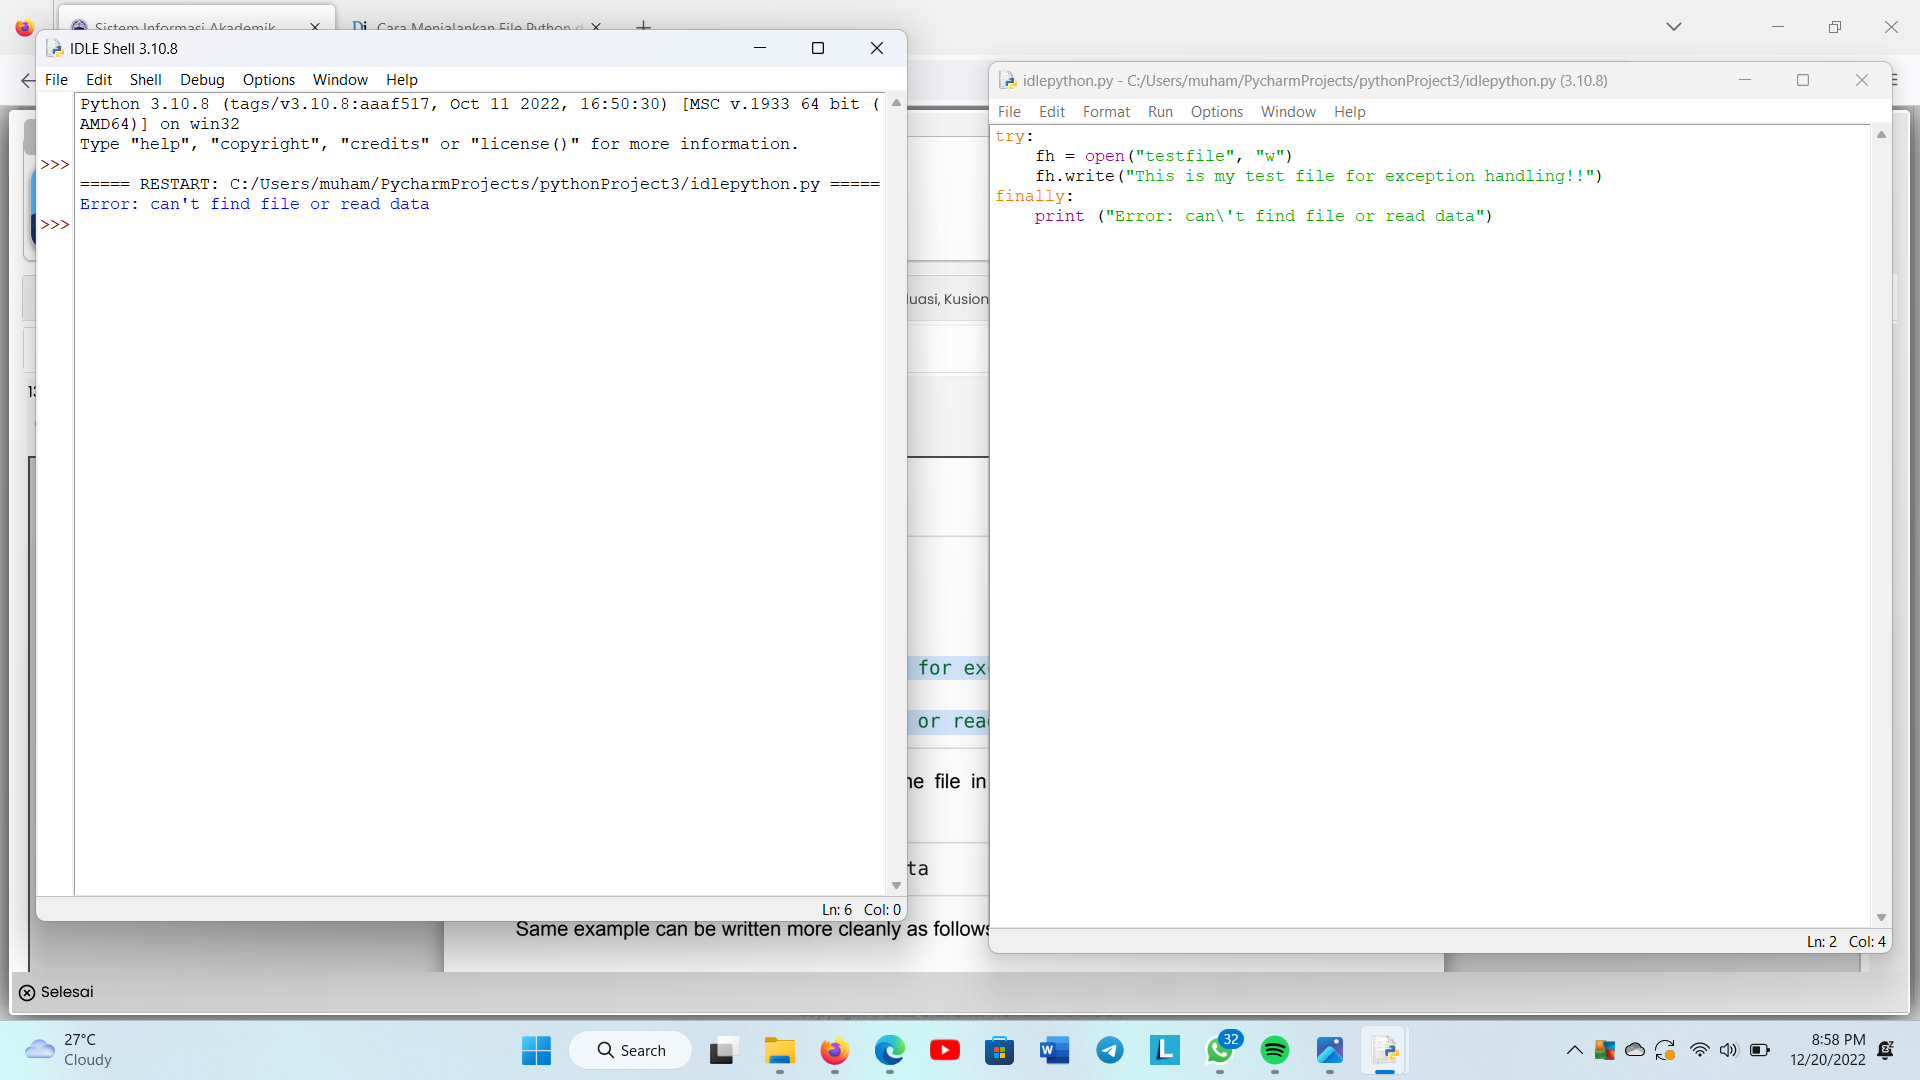 Sistem Informasi Akademik
Cara Menjalankan File Python d
IDLE Shell 3.10.8
File Edit Shell Debug Options Window Help
Python 3.10.8 (tags/v3.10.8:aaaf517, Oct 11 2022, 16:50:30) [MSC v.1933 64 bit (
AMD64)] on win32
Type "help", "copyright", "credits" or "license()" for more information.
>>>
===== RESTART: C:/Users/muham/PycharmProjects/pythonProject3/idlepython.py =====
Error: can't find file or read data
>>>
Ln: 6 Col: 0
idlepython.py - C:/Users/muham/PycharmProjects/pythonProject3/idlepython.py (3.10.8)
File Edit Format Run Options Window Help
try:
    fh = open("testfile", "w")
    fh.write("This is my test file for exception handling!!")
finally:
    print ("Error: can\'t find file or read data")
Ln: 2 Col: 4
luasi, Kusion
for ex
or rea
he file in
ta
Same example can be written more cleanly as follows
Selesai
27°C
Cloudy
Search
32
8:58 PM
12/20/2022